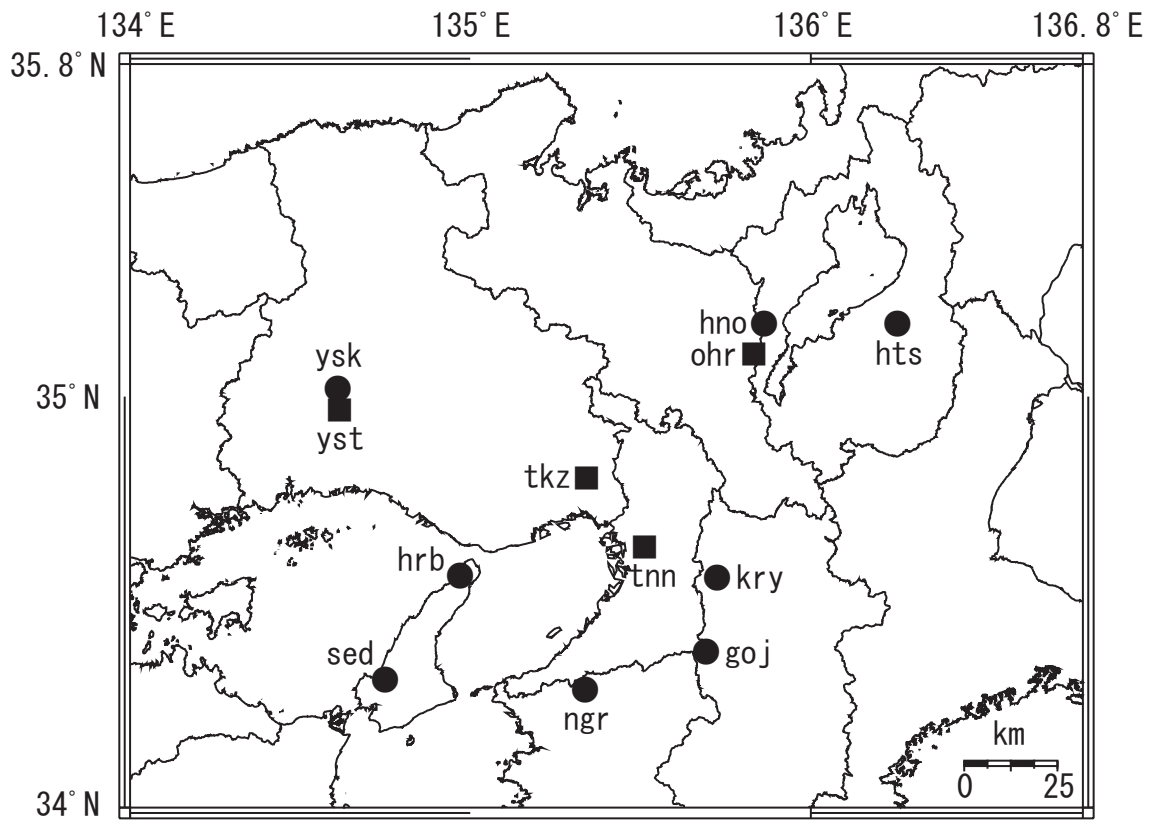 134°E 135°E 136°E 136.8°E
35.8°N
hno
ohr
hts
ysk
35°N
yst
tkz
hrb
tnn
kry
sed
goj
ngr
km
0 25
34°N